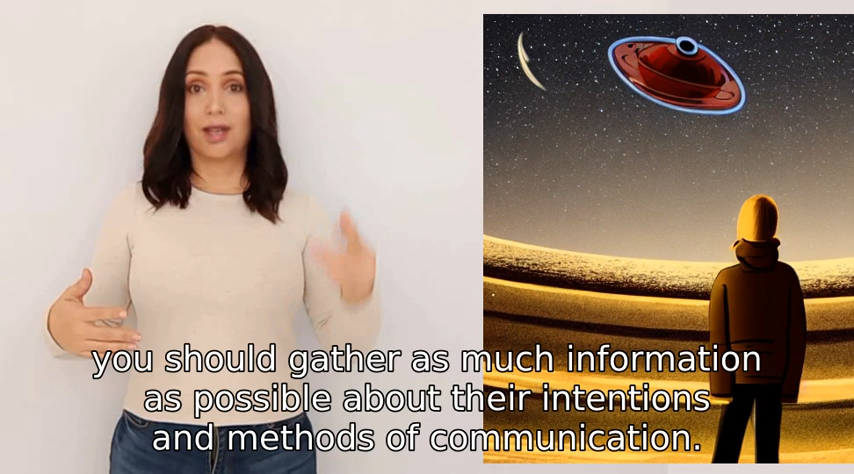 you should gather as much information
as possible about their intentions
and methods of communication.